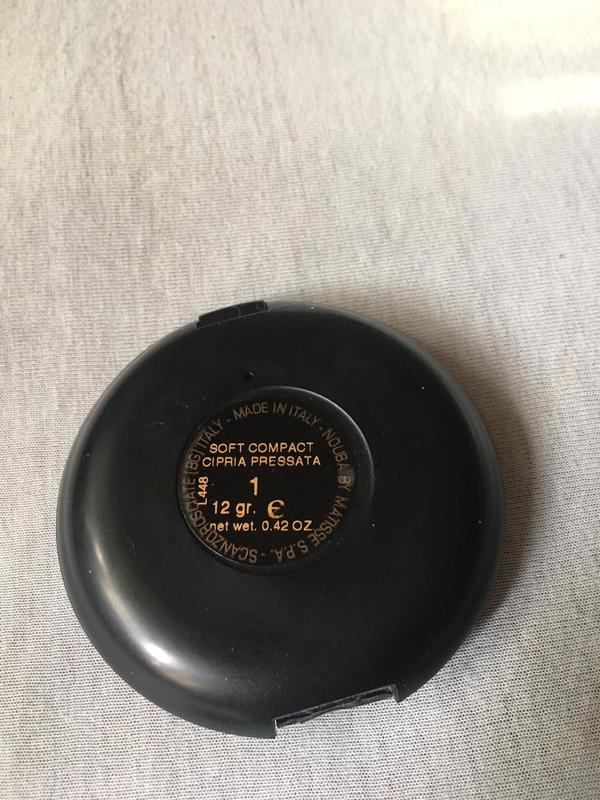 SOFT COMPACT
CIPRIA PRESSATA
1
12 gr. ℮
net wet. 0.42 OZ.
L448
MADE IN ITALY - NOUBA BY MATISSE S.P.A. - SCANZOROSCIATE (BG) ITALY -